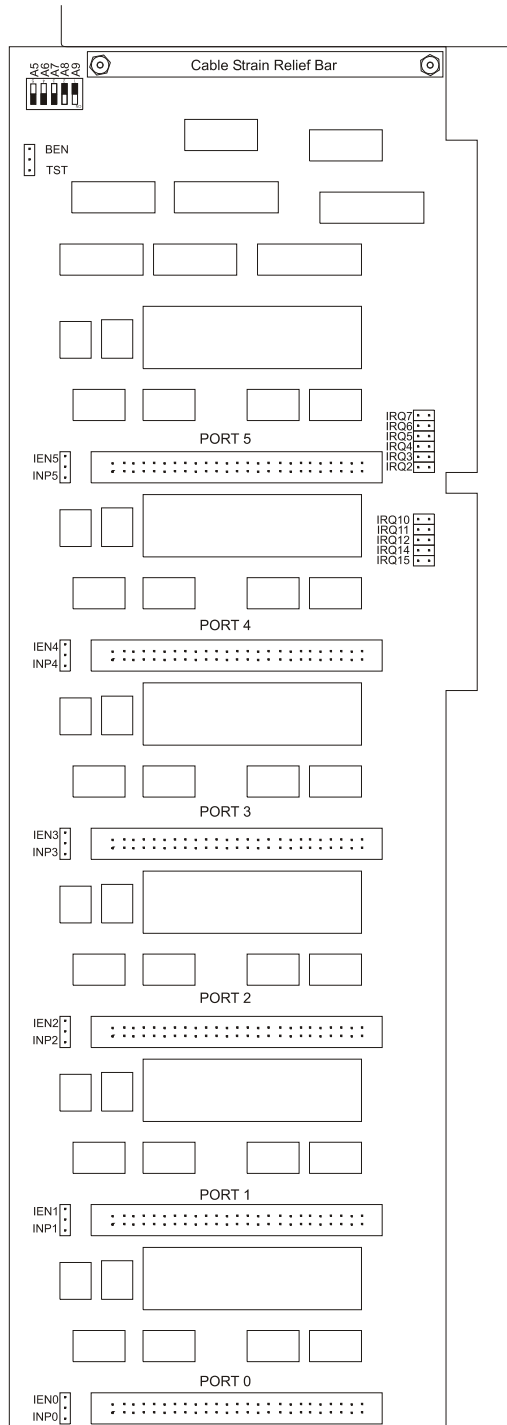 A5
A6
A7
A8
A9
Cable Strain Relief Bar
BEN
TST
PORT 5
IRQ7
IRQ6
IRQ5
IRQ4
IRQ3
IRQ2
IEN5
INP5
IRQ10
IRQ11
IRQ12
IRQ14
IRQ15
PORT 4
IEN4
INP4
PORT 3
IEN3
INP3
PORT 2
IEN2
INP2
PORT 1
IEN1
INP1
PORT 0
IEN0
INP0